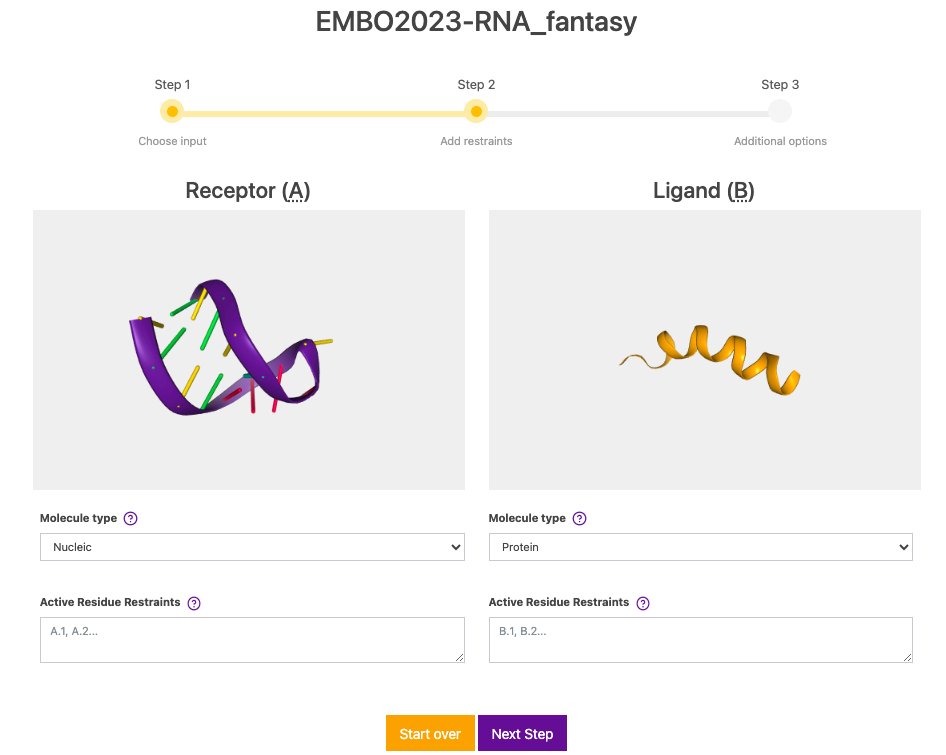 EMBO2023-RNA_fantasy
Step 1 Step 2 Step 3
Choose input Add restraints Additional options
Receptor (A) Ligand (B)
Molecule type ? Molecule type ?
Nucleic Protein
Active Residue Restraints ? Active Residue Restraints ?
A.1, A.2... B.1, B.2...
Start over Next Step